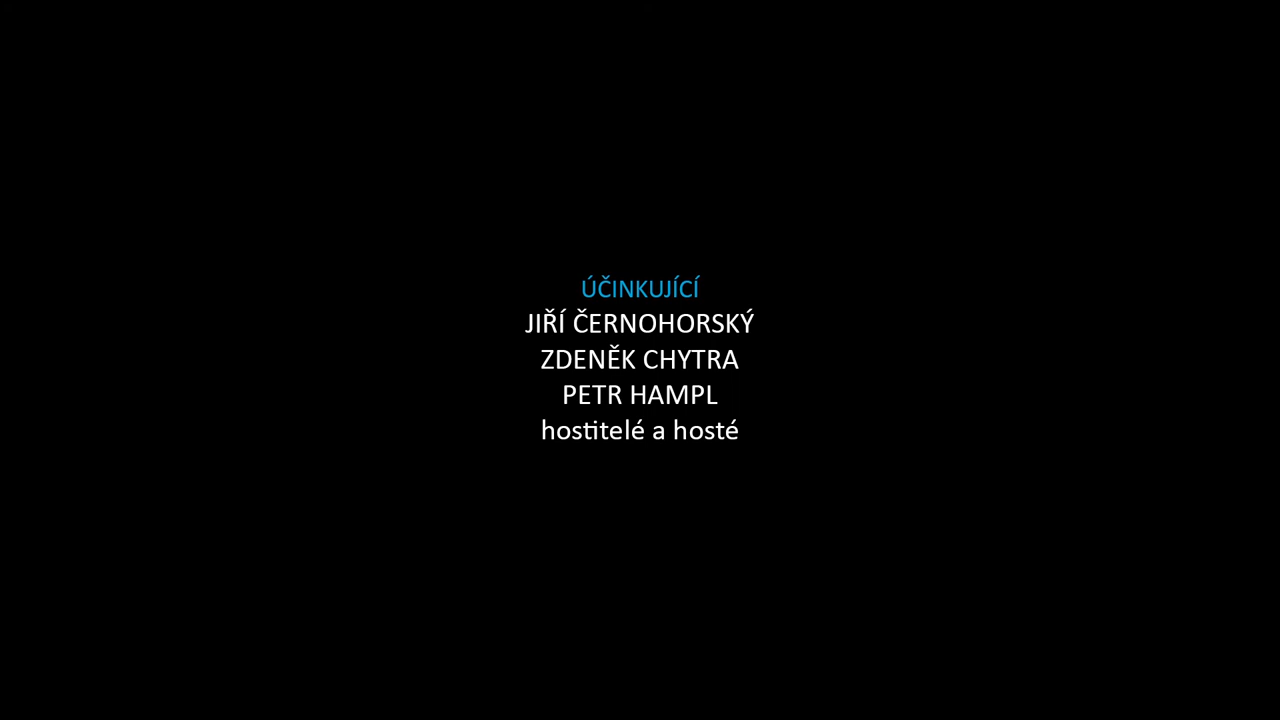 ÚČINKUJÍCÍ
JIŘÍ ČERNOHORSKÝ
ZDENĚK CHYTRA
PETR HAMPL
hostitelé a hosté